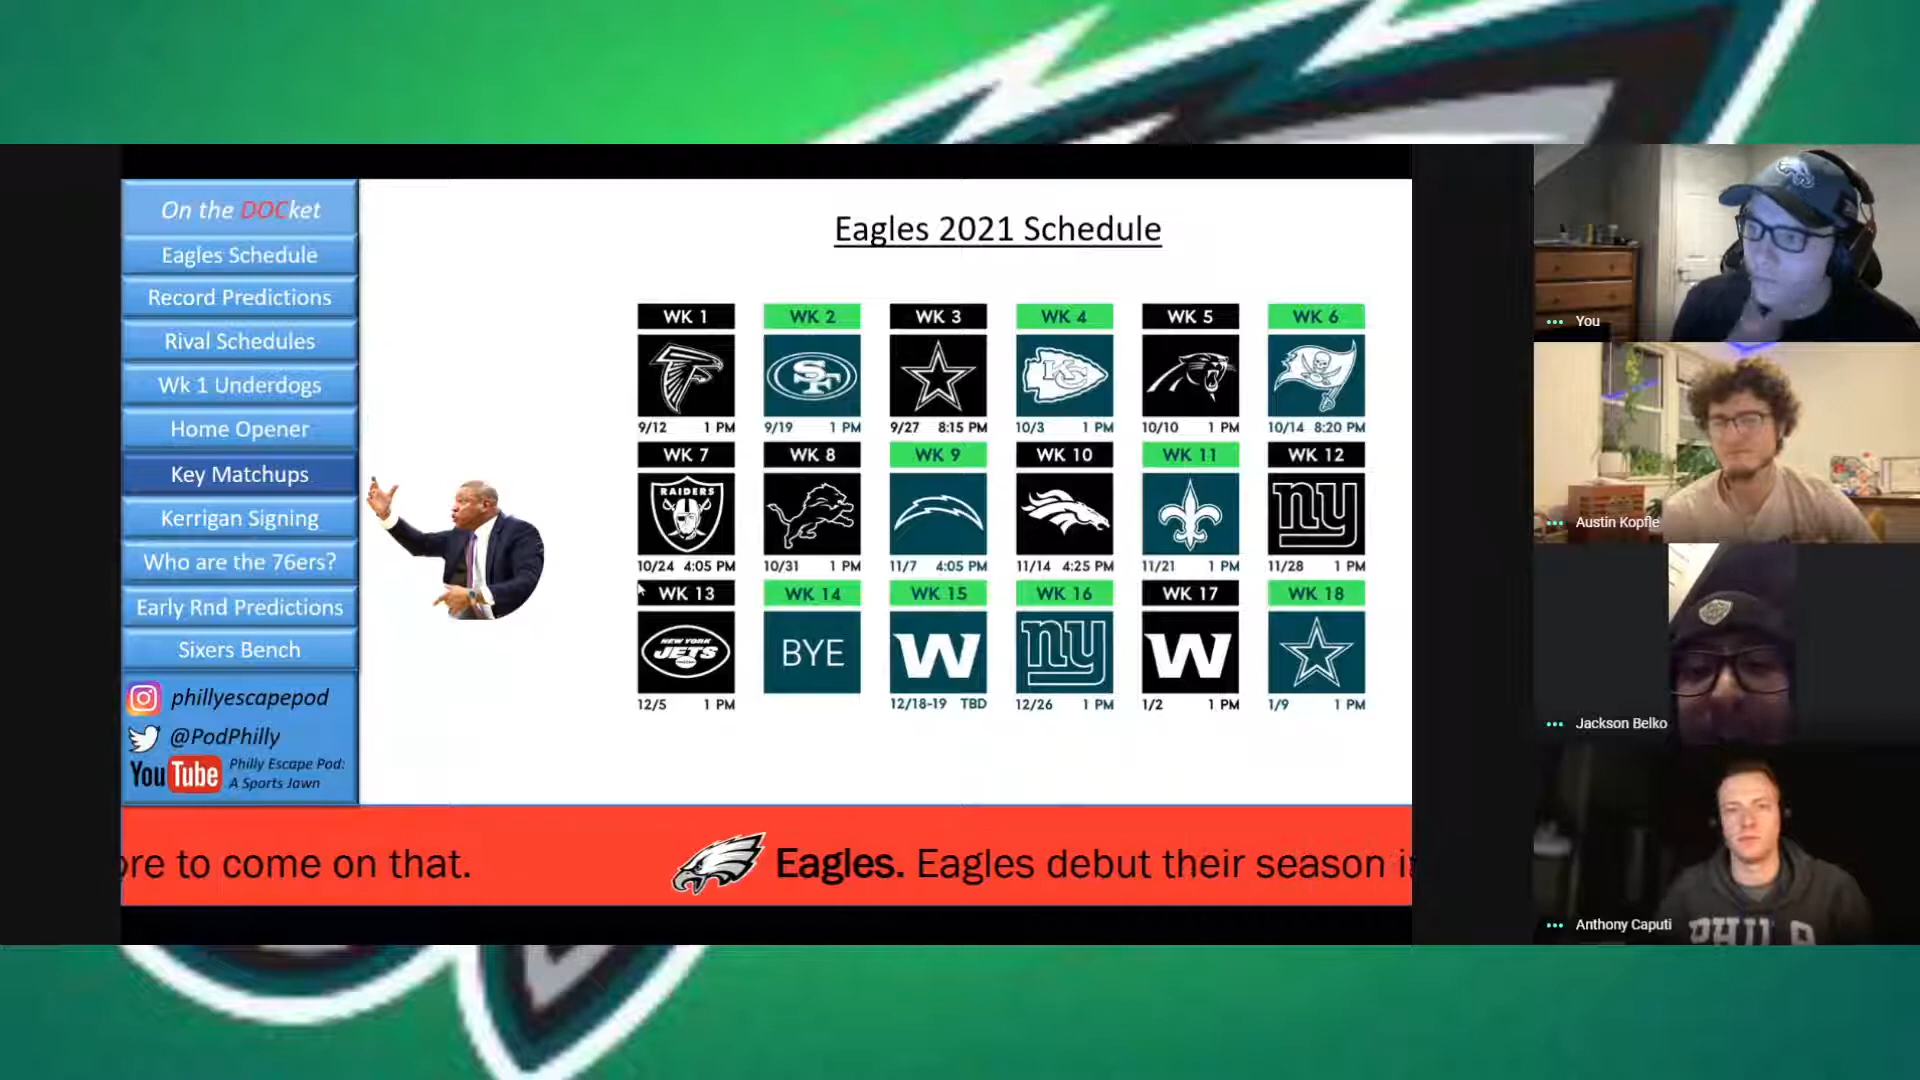 On the DOCket
Eagles Schedule
Record Predictions
Rival Schedules
Wk 1 Underdogs
Home Opener
Key Matchups
Kerrigan Signing
Who are the 76ers?
Early Rnd Predictions
Sixers Bench
phillyescapepod
@PodPhilly
YouTube Philly Escape Pod:
A Sports Jawn
Eagles 2021 Schedule
WK 1 WK 2 WK 3 WK 4 WK 5 WK 6
SF KC
9/12 1 PM 9/19 1 PM 9/27 8:15 PM 10/3 1 PM 10/10 1 PM 10/14 8:20 PM
WK 7 WK 8 WK 9 WK 10 WK 11 WK 12
RAIDERS ny
10/24 4:05 PM 10/31 1 PM 11/7 4:05 PM 11/14 4:25 PM 11/21 1 PM 11/28 1 PM
WK 13 WK 14 WK 15 WK 16 WK 17 WK 18
NEW YORK JETS BYE W ny W
12/5 1 PM 12/18-19 TBD 12/26 1 PM 1/2 1 PM 1/9 1 PM
ore to come on that. Eagles. Eagles debut their season i
You
Austin Kopfle
Jackson Belko
Anthony Caputi